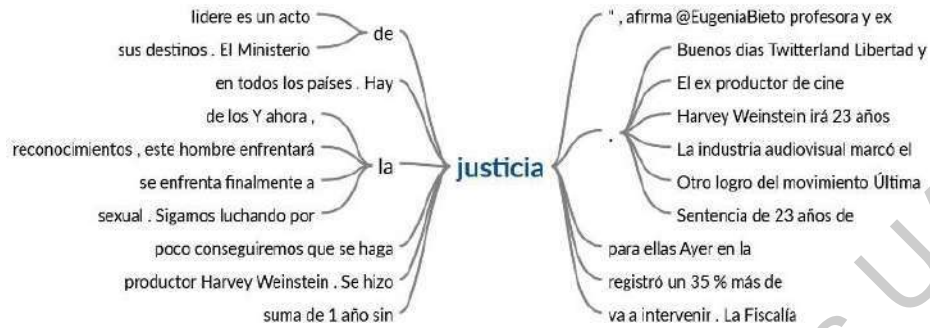 lidere es un acto
sus destinos . El Ministerio
de
en todos los países . Hay
de los Y ahora ,
reconocimientos , este hombre enfrentará
se enfrenta finalmente a
sexual . Sigamos luchando por
la
poco conseguiremos que se haga
productor Harvey Weinstein . Se hizo
suma de 1 año sin
justicia
" , afirma @EugeniaBieto profesora y ex
.
Buenos dias Twitterland Libertad y
El ex productor de cine
Harvey Weinstein irá 23 años
La industria audiovisual marcó el
Otro logro del movimiento Última
Sentencia de 23 años de
para ellas Ayer en la
registró un 35 % más de
va a intervenir . La Fiscalía